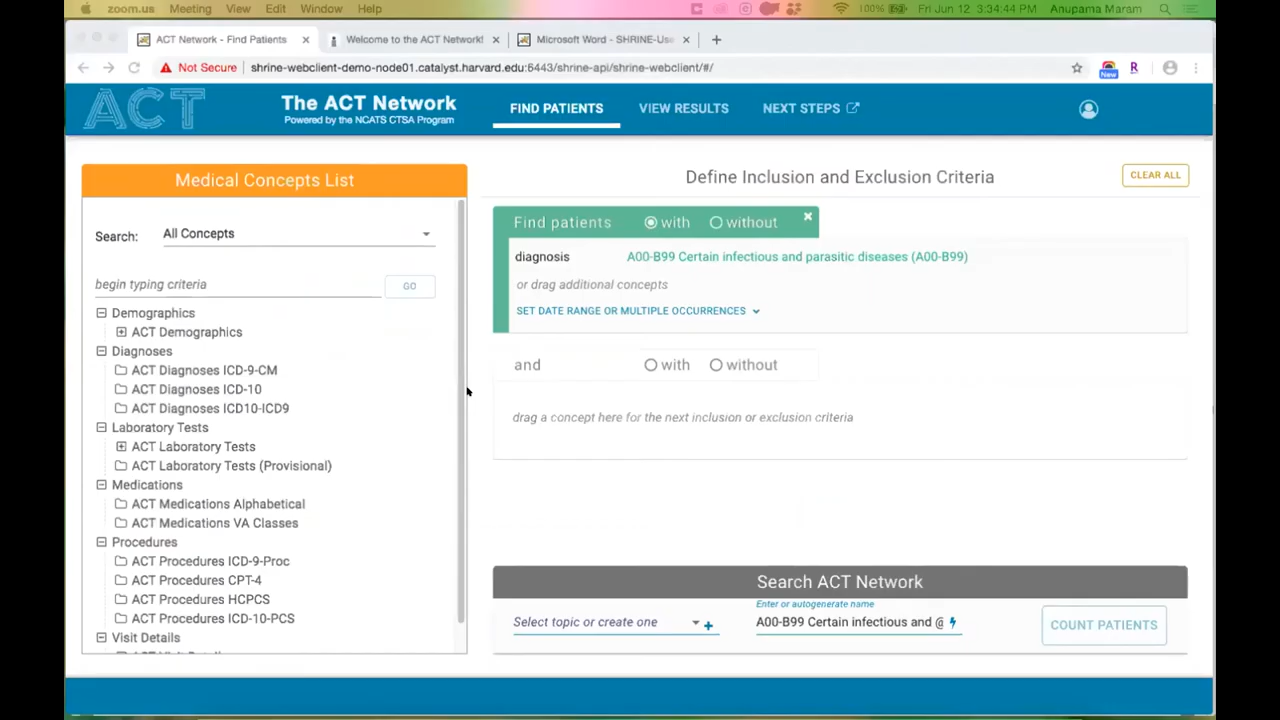 zoom.us Meeting View Edit Window Help 100% Fri Jun 12 3:34:44 PM Anupama Maram
ACT Network - Find Patients Welcome to the ACT Network! Microsoft Word - SHRINE-Use
Not Secure shrine-webclient-demo-node01.catalyst.harvard.edu:6443/shrine-api/shrine-webclient/#/
New R
ACT
The ACT Network
Powered by the NCATS CTSA Program
FIND PATIENTS VIEW RESULTS NEXT STEPS
Medical Concepts List
Search: All Concepts
begin typing criteria GO
Demographics
ACT Demographics
Diagnoses
ACT Diagnoses ICD-9-CM
ACT Diagnoses ICD-10
ACT Diagnoses ICD10-ICD9
Laboratory Tests
ACT Laboratory Tests
ACT Laboratory Tests (Provisional)
Medications
ACT Medications Alphabetical
ACT Medications VA Classes
Procedures
ACT Procedures ICD-9-Proc
ACT Procedures CPT-4
ACT Procedures HCPCS
ACT Procedures ICD-10-PCS
Visit Details
Define Inclusion and Exclusion Criteria CLEAR ALL
Find patients with without
diagnosis A00-B99 Certain infectious and parasitic diseases (A00-B99)
or drag additional concepts
SET DATE RANGE OR MULTIPLE OCCURRENCES
and with without
drag a concept here for the next inclusion or exclusion criteria
Search ACT Network
Enter or autogenerate name
Select topic or create one A00-B99 Certain infectious and @ COUNT PATIENTS